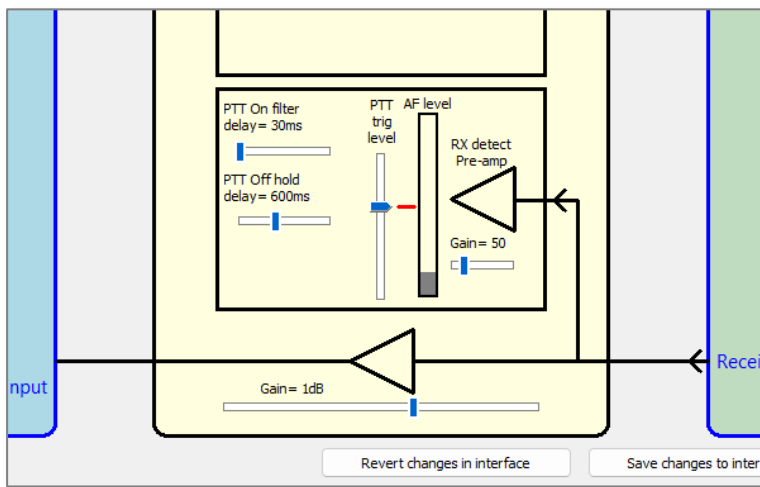 PTT On filter
delay= 30ms
PTT
trig
level
AF level
RX detect
Pre-amp
PTT Off hold
delay= 600ms
Gain= 50
Recei
nput
Gain= 1dB
Revert changes in interface
Save changes to inter